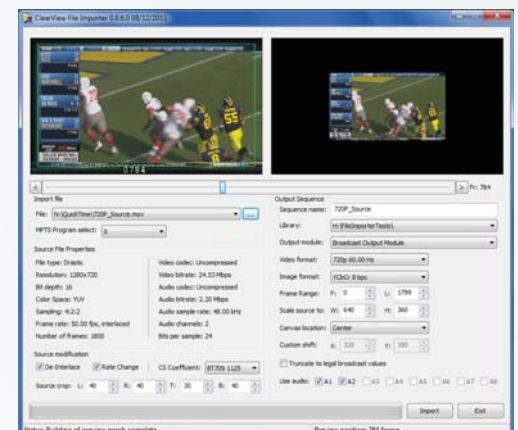 ClearView File Importer 0.8.6.0 08/12/2011
0784
< > Fr: 784
Import file
File: N:\QuickTime\720P_Source.mov ...
MPTS Program select: 0
Source File Properties
File type: Drastic
Resolution: 1280x720
Bit depth: 16
Color Space: YUV
Sampling: 4:2:2
Frame rate: 50.00 fps, interlaced
Number of frames: 1800
Video codec: Uncompressed
Video bitrate: 24.53 Mbps
Audio codec: Uncompressed
Audio bitrate: 2.20 Mbps
Audio sample rate: 48.00 kHz
Audio channels: 2
Bits per sample: 24
Source modification
De-Interlace Rate Change CS Coefficient: BT709 1125
Source crop: L: 40 R: 40 T: 30 B: 40
Output Sequence
Sequence name: 720P_Source
Library: H:\FileImporterTests\
Output module: Broadcast Output Module
Video format: 720p 60.00 Hz
Image format: YCbCr 8 bpc
Frame Range: F: 0 L: 1799
Scale source to: W: 640 H: 360
Canvas location: Center
Custom shift: X: 320 Y: 180
Truncate to legal broadcast values
Use audio: A1 A2 A3 A4 A5 A6 A7 A8
Import Exit
Status: Building of preview graph complete
Preview position: 784 frame